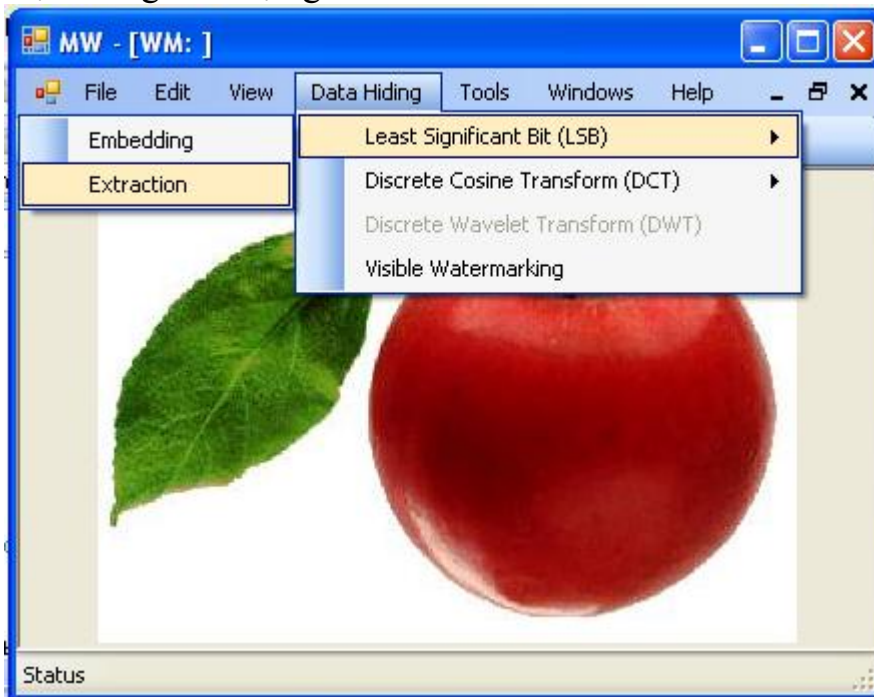 MW - [WM: ]
File Edit View Data Hiding Tools Windows Help
Embedding
Extraction
Least Significant Bit (LSB)
Discrete Cosine Transform (DCT)
Discrete Wavelet Transform (DWT)
Visible Watermarking
Status